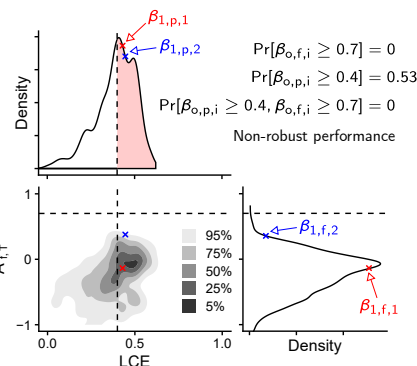 β1,p,1
β1,p,2
Density
Pr[βo,f,i ≥ 0.7] = 0
Pr[βo,p,i ≥ 0.4] = 0.53
Pr[βo,p,i ≥ 0.4, βo,f,i ≥ 0.7] = 0
Non-robust performance
1
0
−1
95%
75%
50%
25%
5%
0.0
0.5
1.0
LCE
β1,f,2
β1,f,1
Density